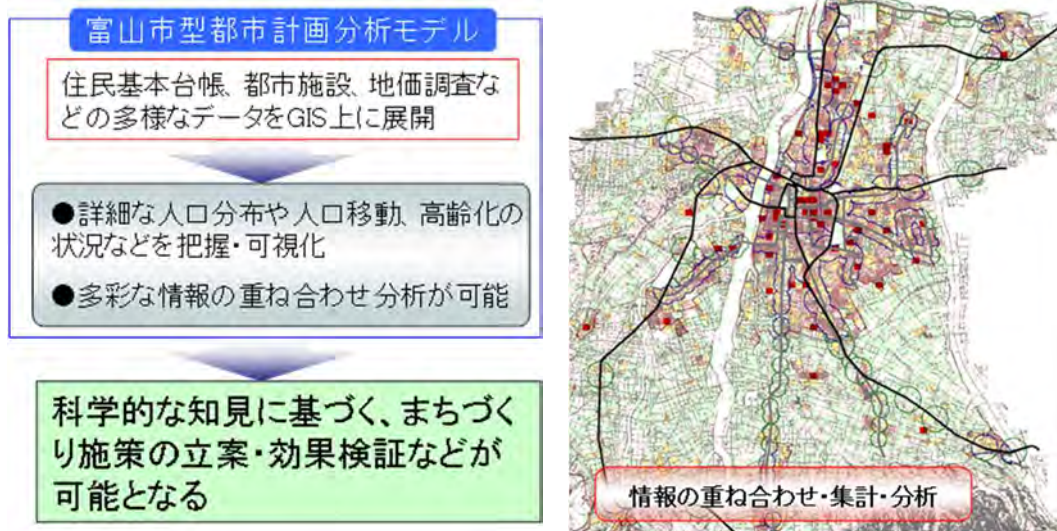 富山市型都市計画分析モデル
住民基本台帳、都市施設、地価調査な
どの多様なデータをGIS上に展開
●詳細な人口分布や人口移動、高齢化の
状況などを把握・可視化
●多彩な情報の重ね合わせ分析が可能
科学的な知見に基づく、まちづく
り施策の立案・効果検証などが
可能となる
情報の重ね合わせ・集計・分析